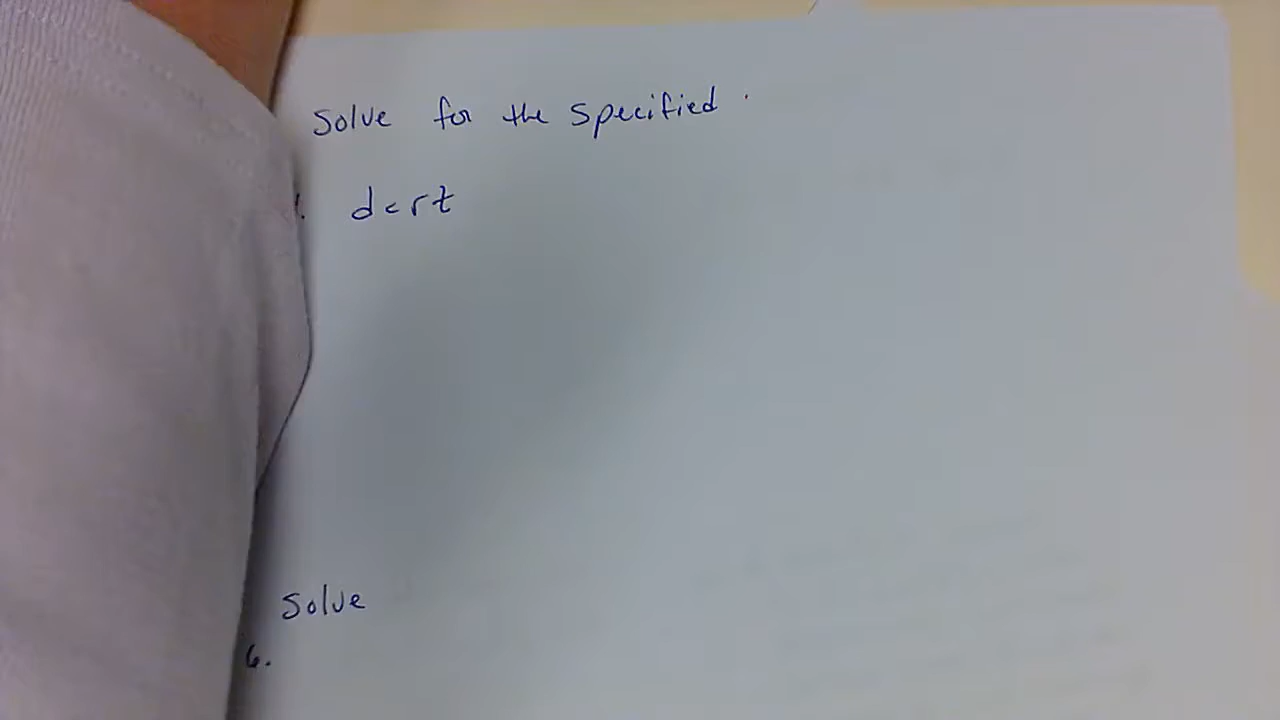 Solve for the specified.
d < rt
Solve
6.